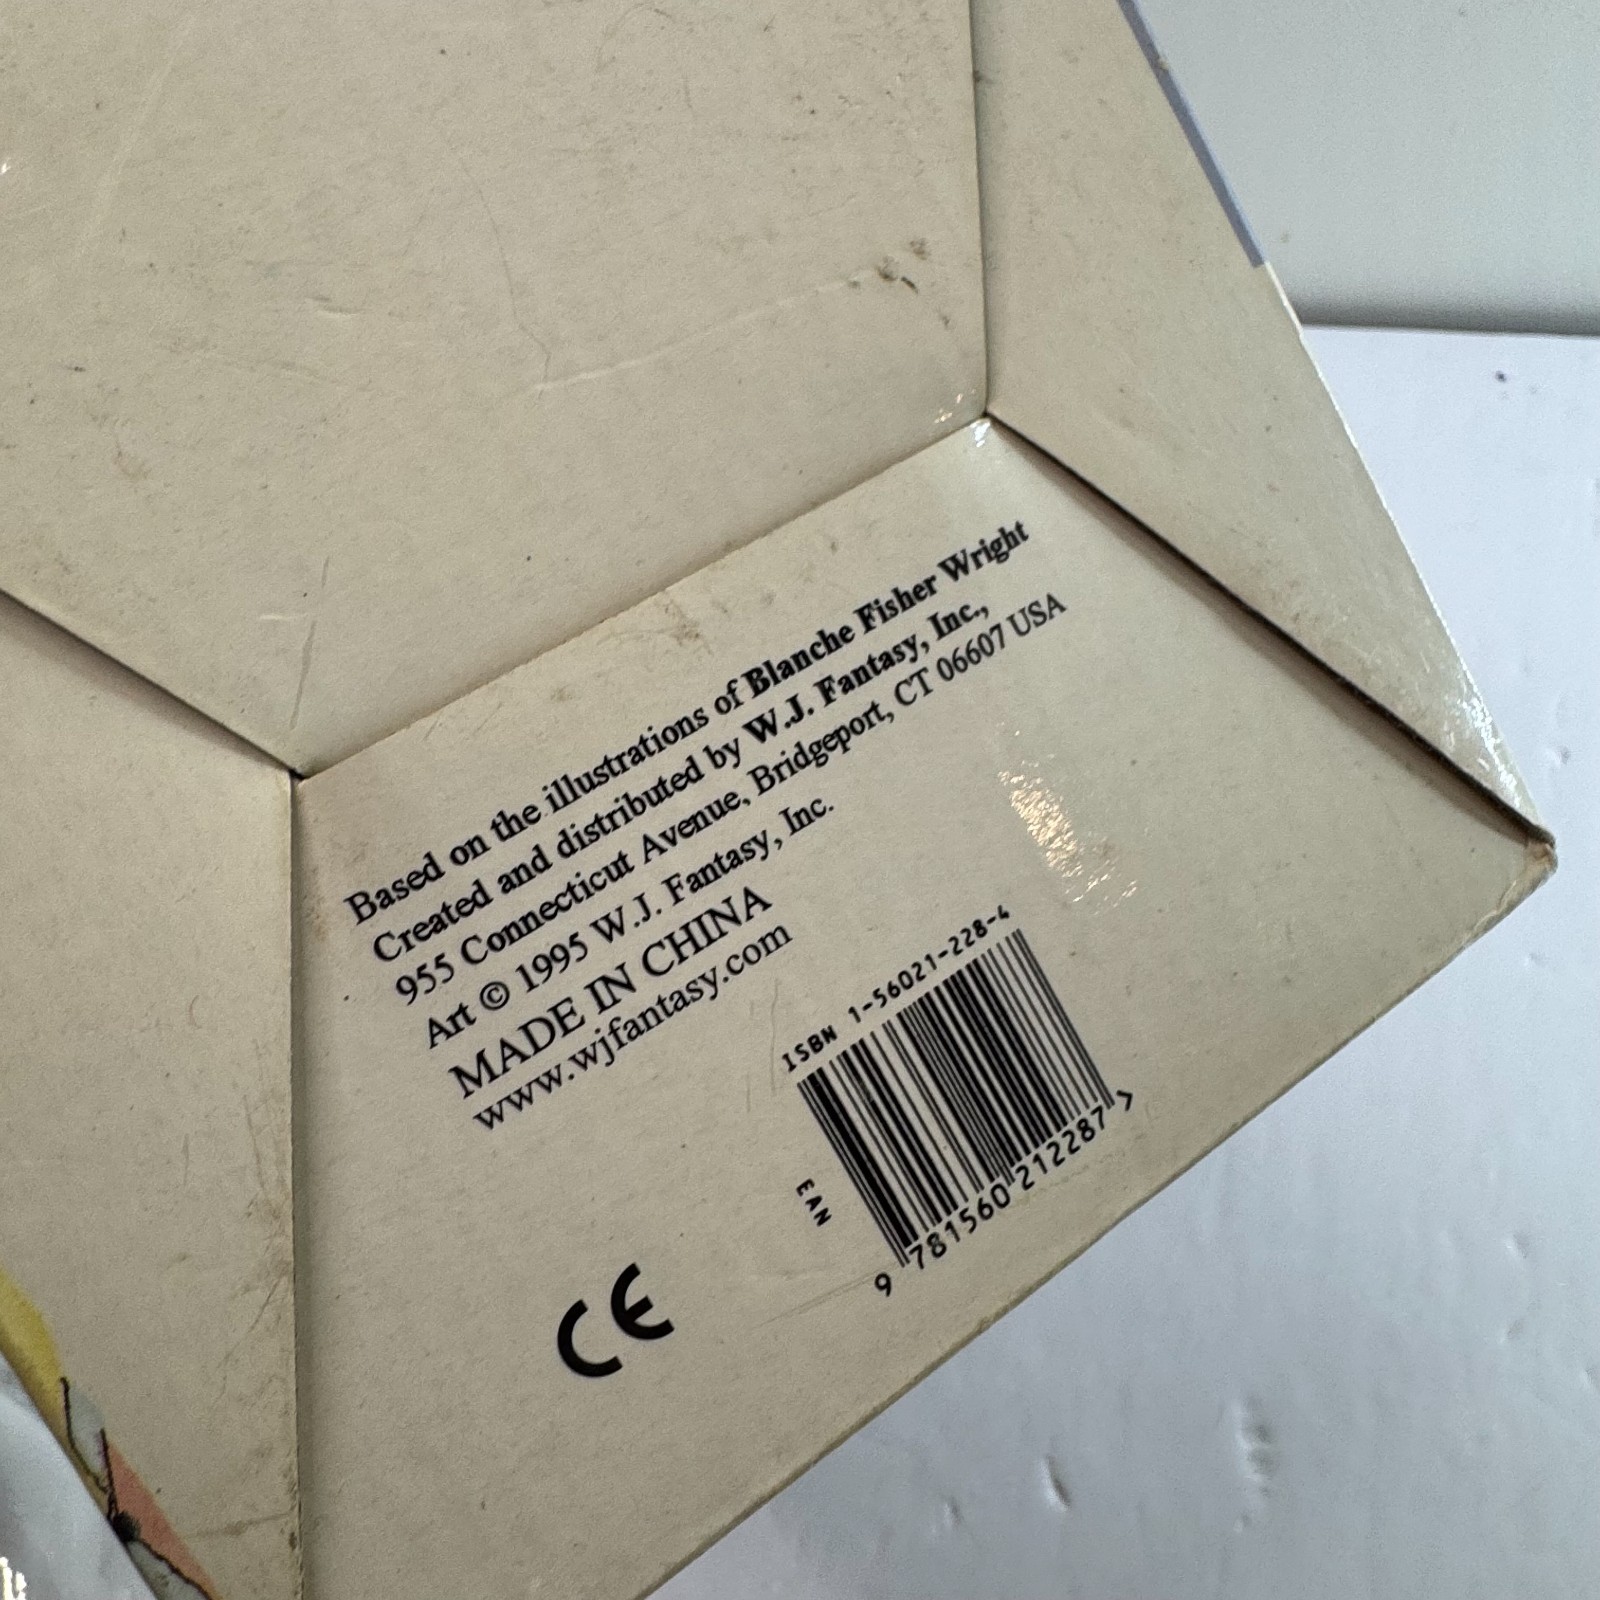 Based on the illustrations of Blanche Fisher Wright
Created and distributed by W.J. Fantasy, Inc.,
955 Connecticut Avenue, Bridgeport, CT 06607 USA
Art © 1995 W.J. Fantasy, Inc.
MADE IN CHINA
www.wjfantasy.com
ISBN 1-56021-228-4
EAN
9 781560 212287 >
CE